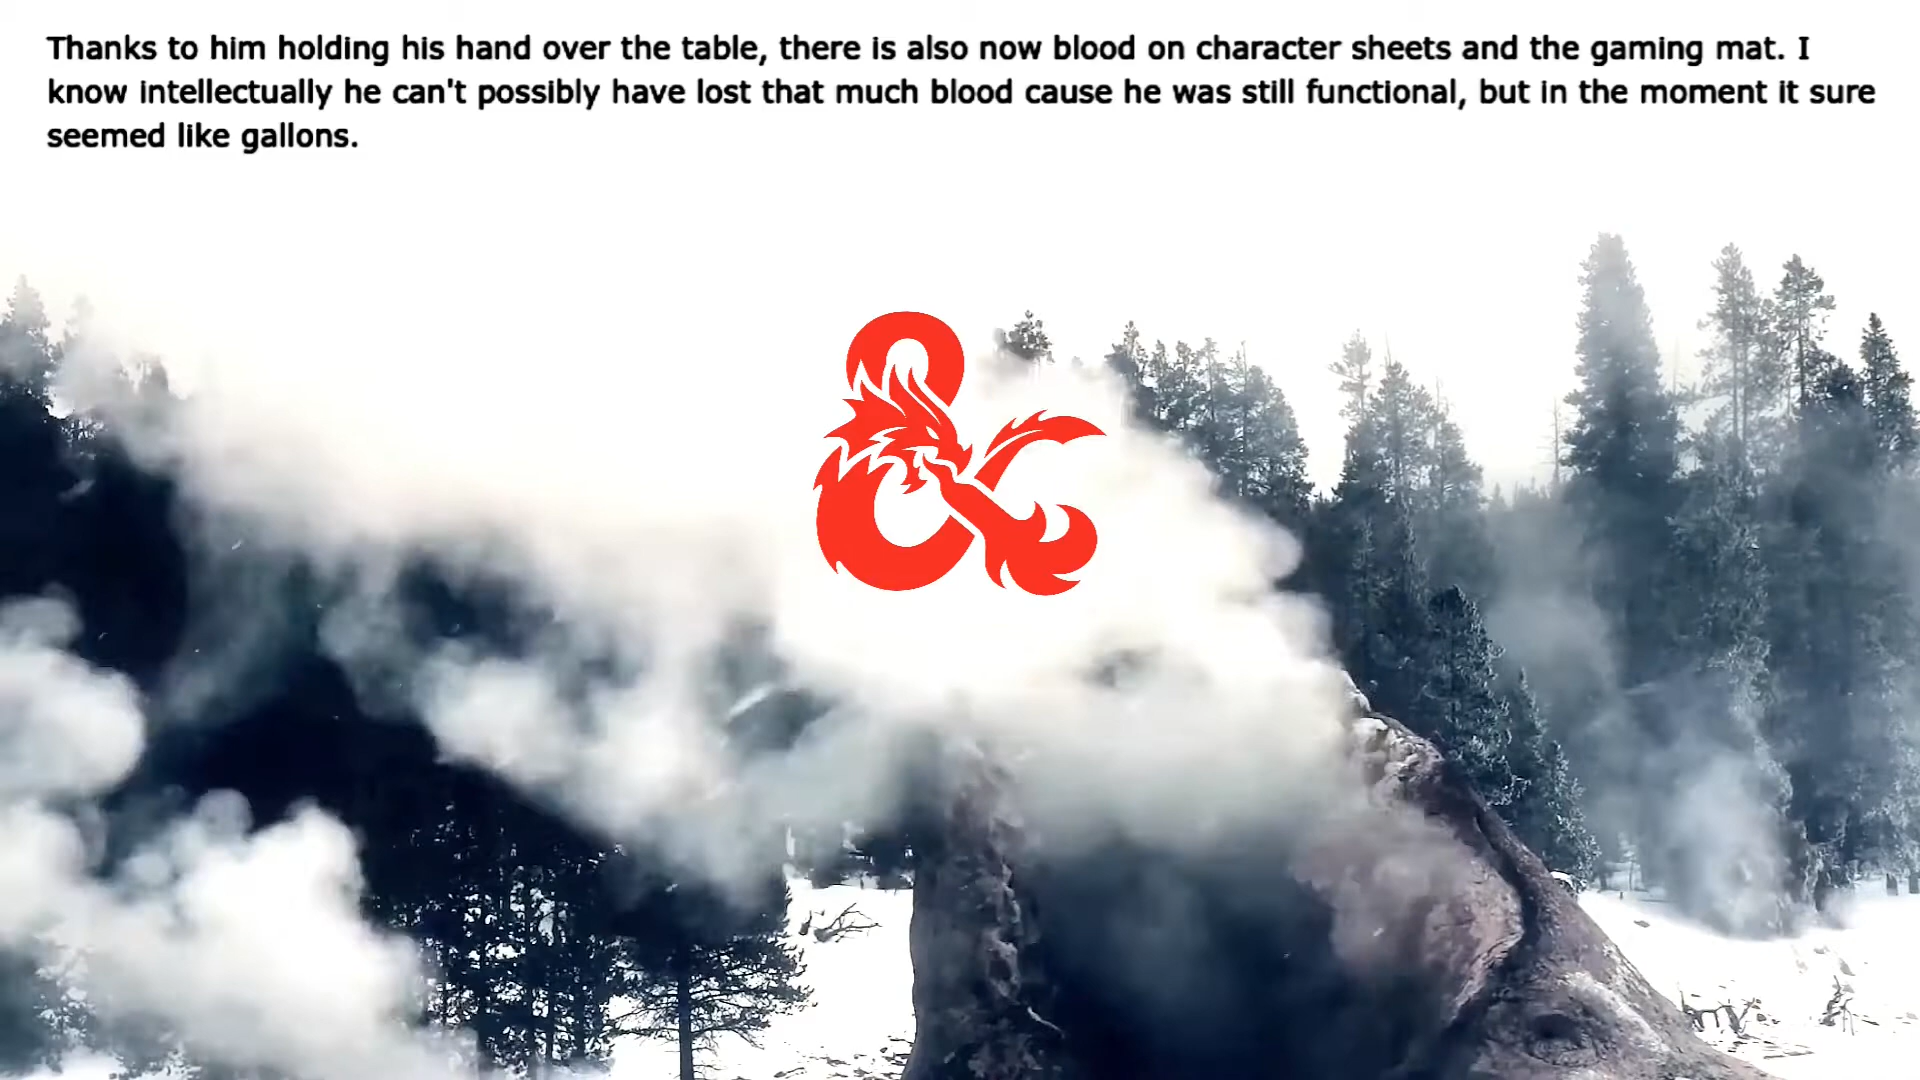 Thanks to him holding his hand over the table, there is also now blood on character sheets and the gaming mat. I
know intellectually he can't possibly have lost that much blood cause he was still functional, but in the moment it sure
seemed like gallons.